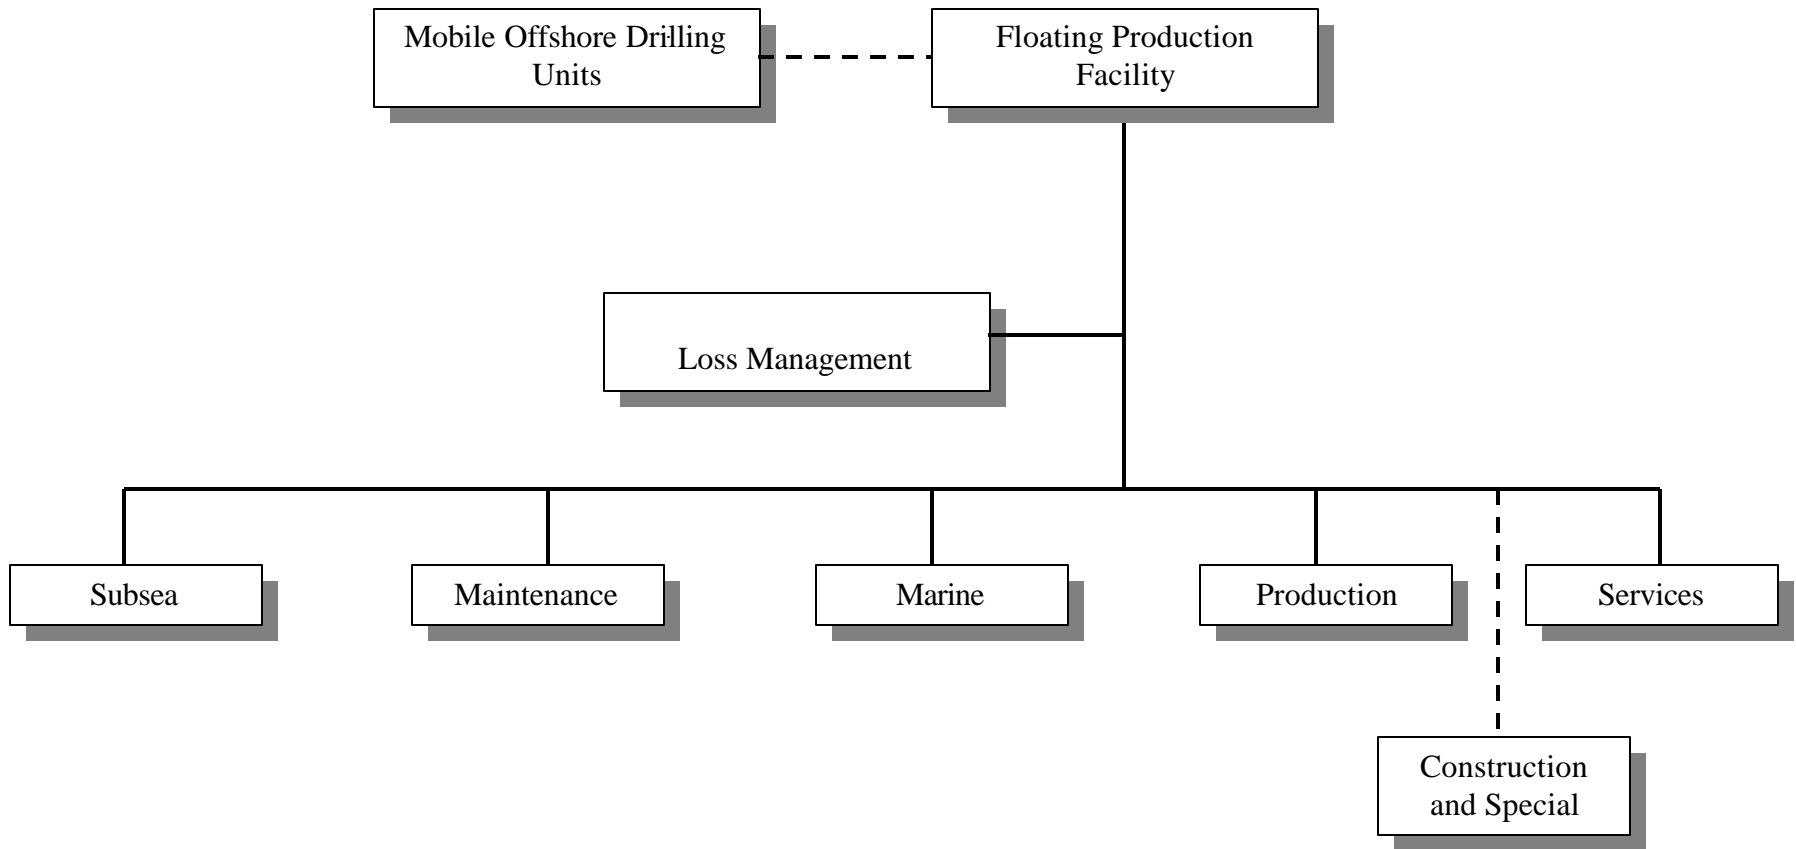 Mobile Offshore Drilling
Units
Floating Production
Facility
Loss Management
Subsea
Maintenance
Marine
Production
Services
Construction
and Special